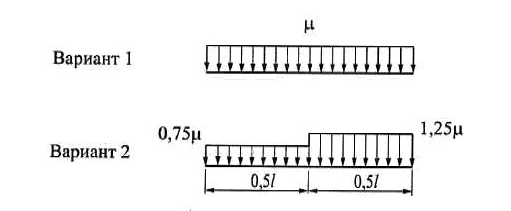 μ
Вариант 1
0,75μ
1,25μ
Вариант 2
0,5l
0,5l